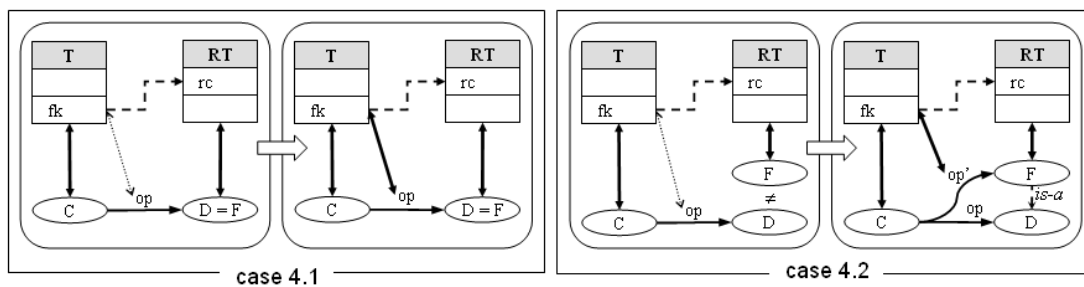 T
RT
rc
fk
op
C
D = F
T
RT
rc
fk
op
C
D = F
case 4.1
T
RT
rc
fk
F
≠
op
C
D
T
RT
rc
fk
op'
F
is-a
op
C
D
case 4.2